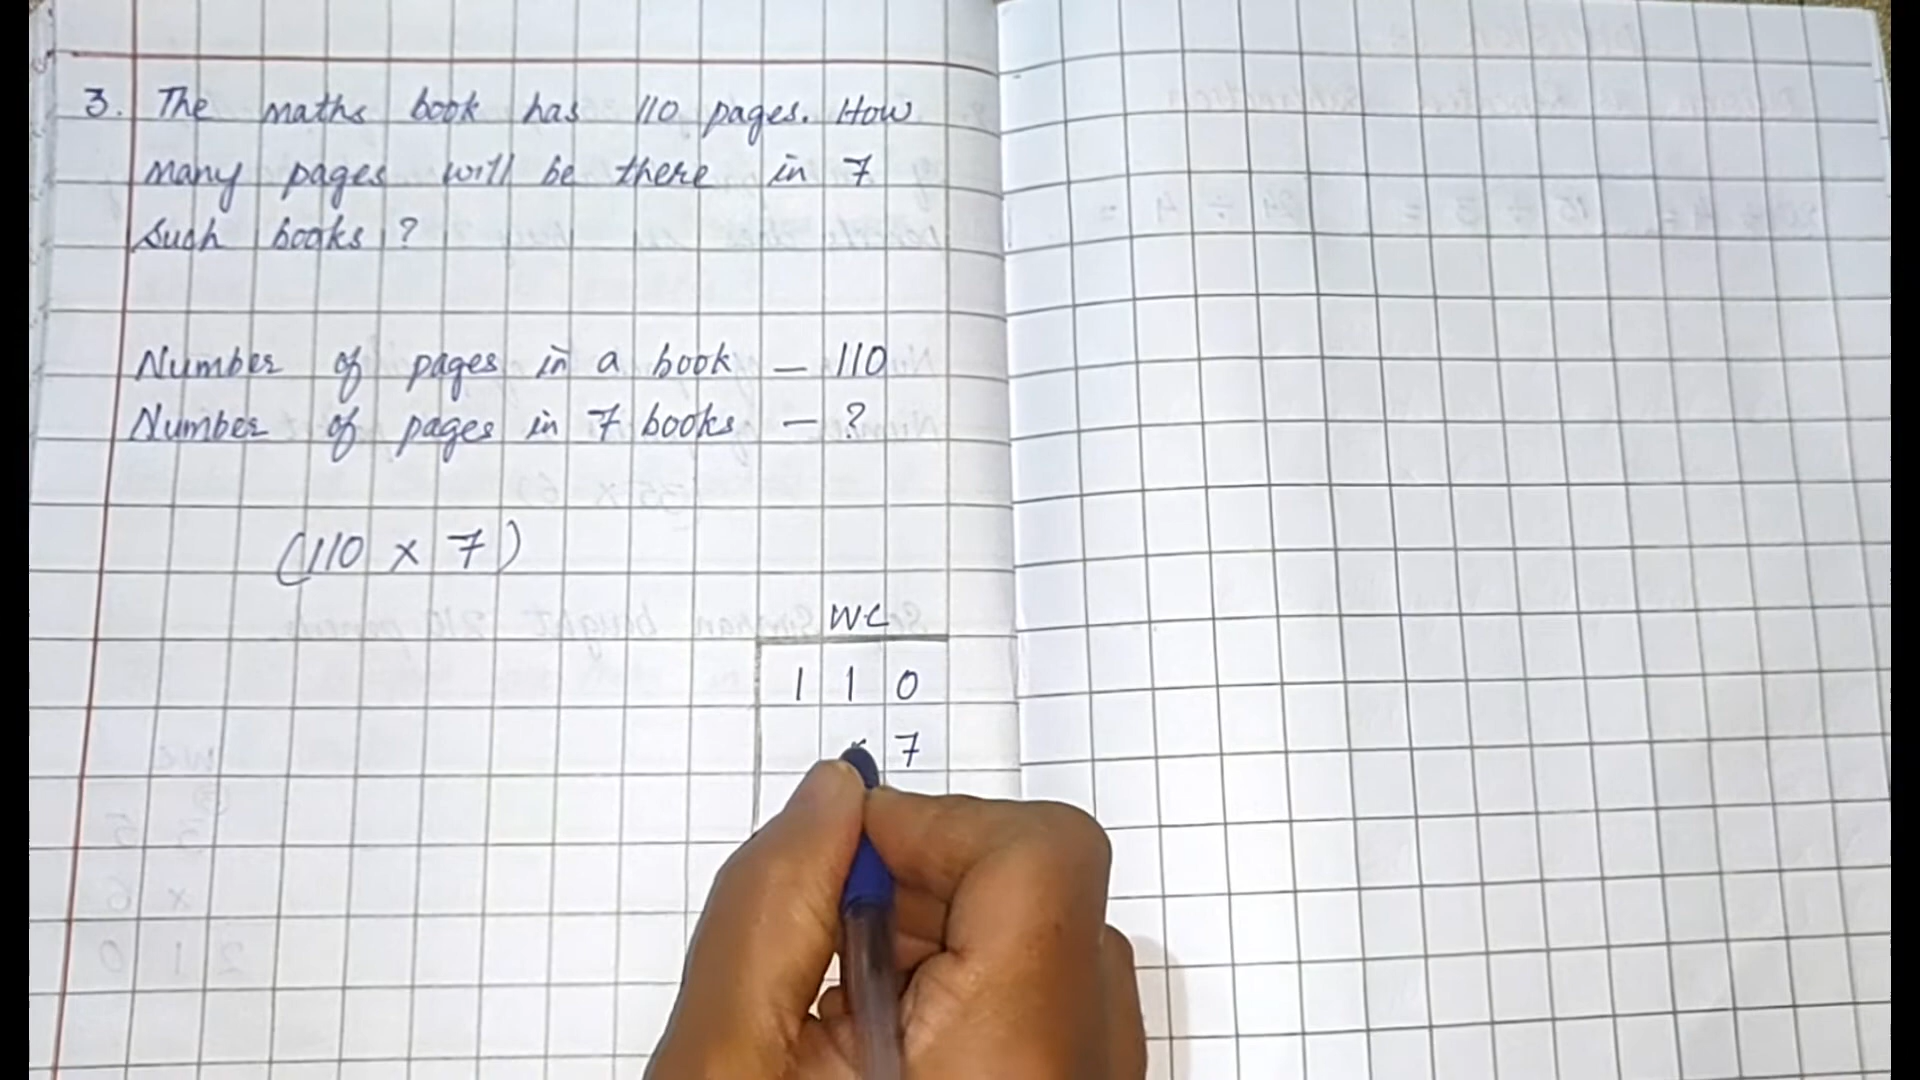 3. The maths book has 110 pages. How
many pages will be there in 7
such books?
Number of pages in a book — 110
Number of pages in 7 books — ?
(110 x 7)
WC
1 1 0
7